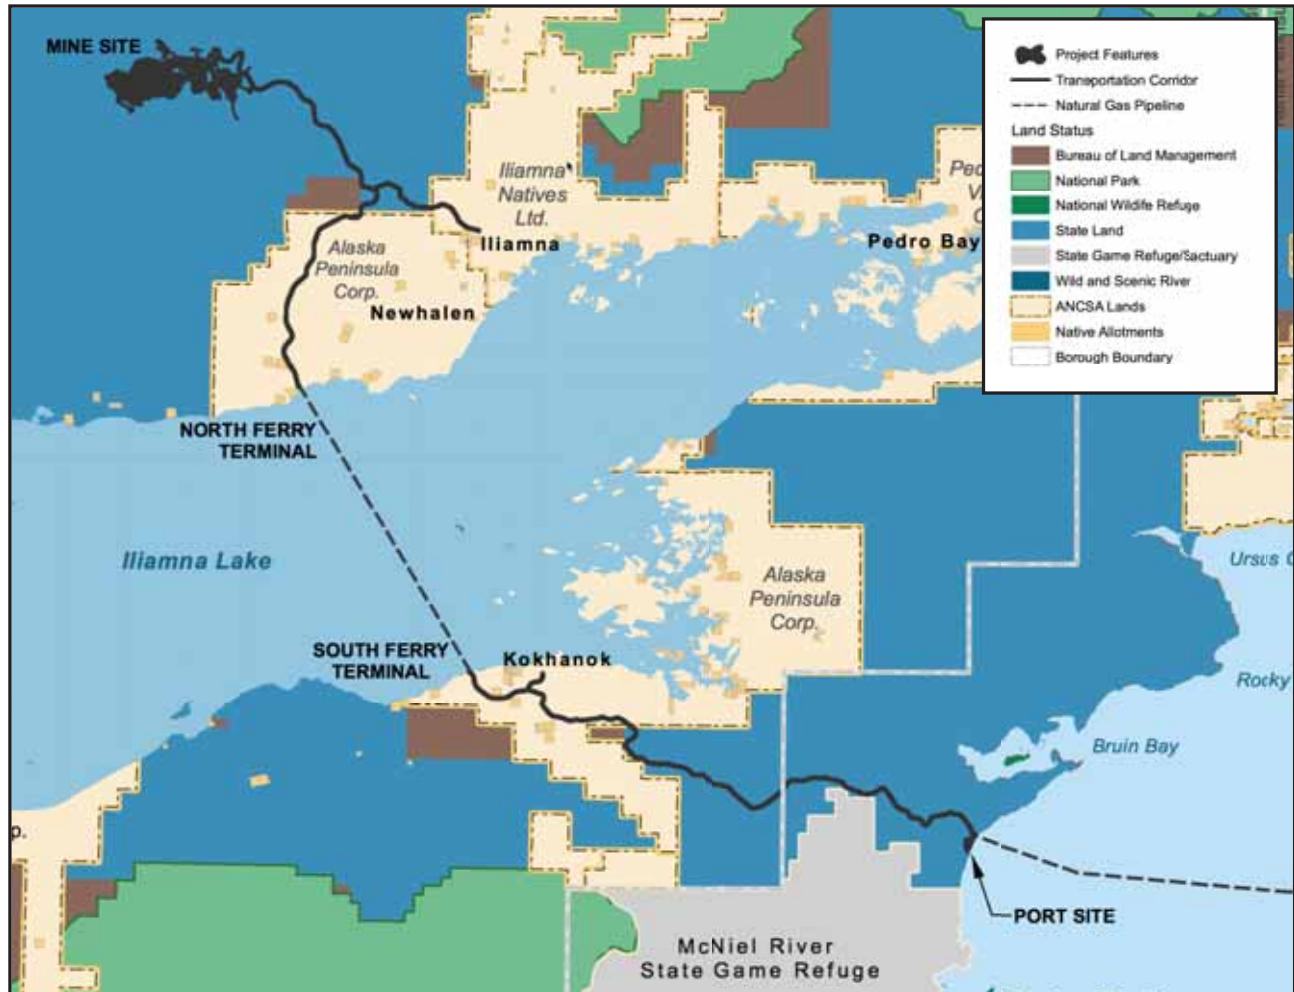 MINE SITE
Iliamna
Natives
Ltd.
Iliamna
Alaska
Peninsula
Corp.
Newhalen
Pedro Bay
Project Features
Transportation Corridor
Natural Gas Pipeline
Land Status
Bureau of Land Management
National Park
National Wildife Refuge
State Land
State Game Refuge/Sactuary
Wild and Scenic River
ANCSA Lands
Native Allotments
Borough Boundary
NORTH FERRY
TERMINAL
Iliamna Lake
Alaska
Peninsula
Corp.
Ursus
SOUTH FERRY
TERMINAL
Kokhanok
Rocky
Bruin Bay
p.
PORT SITE
McNiel River
State Game Refuge